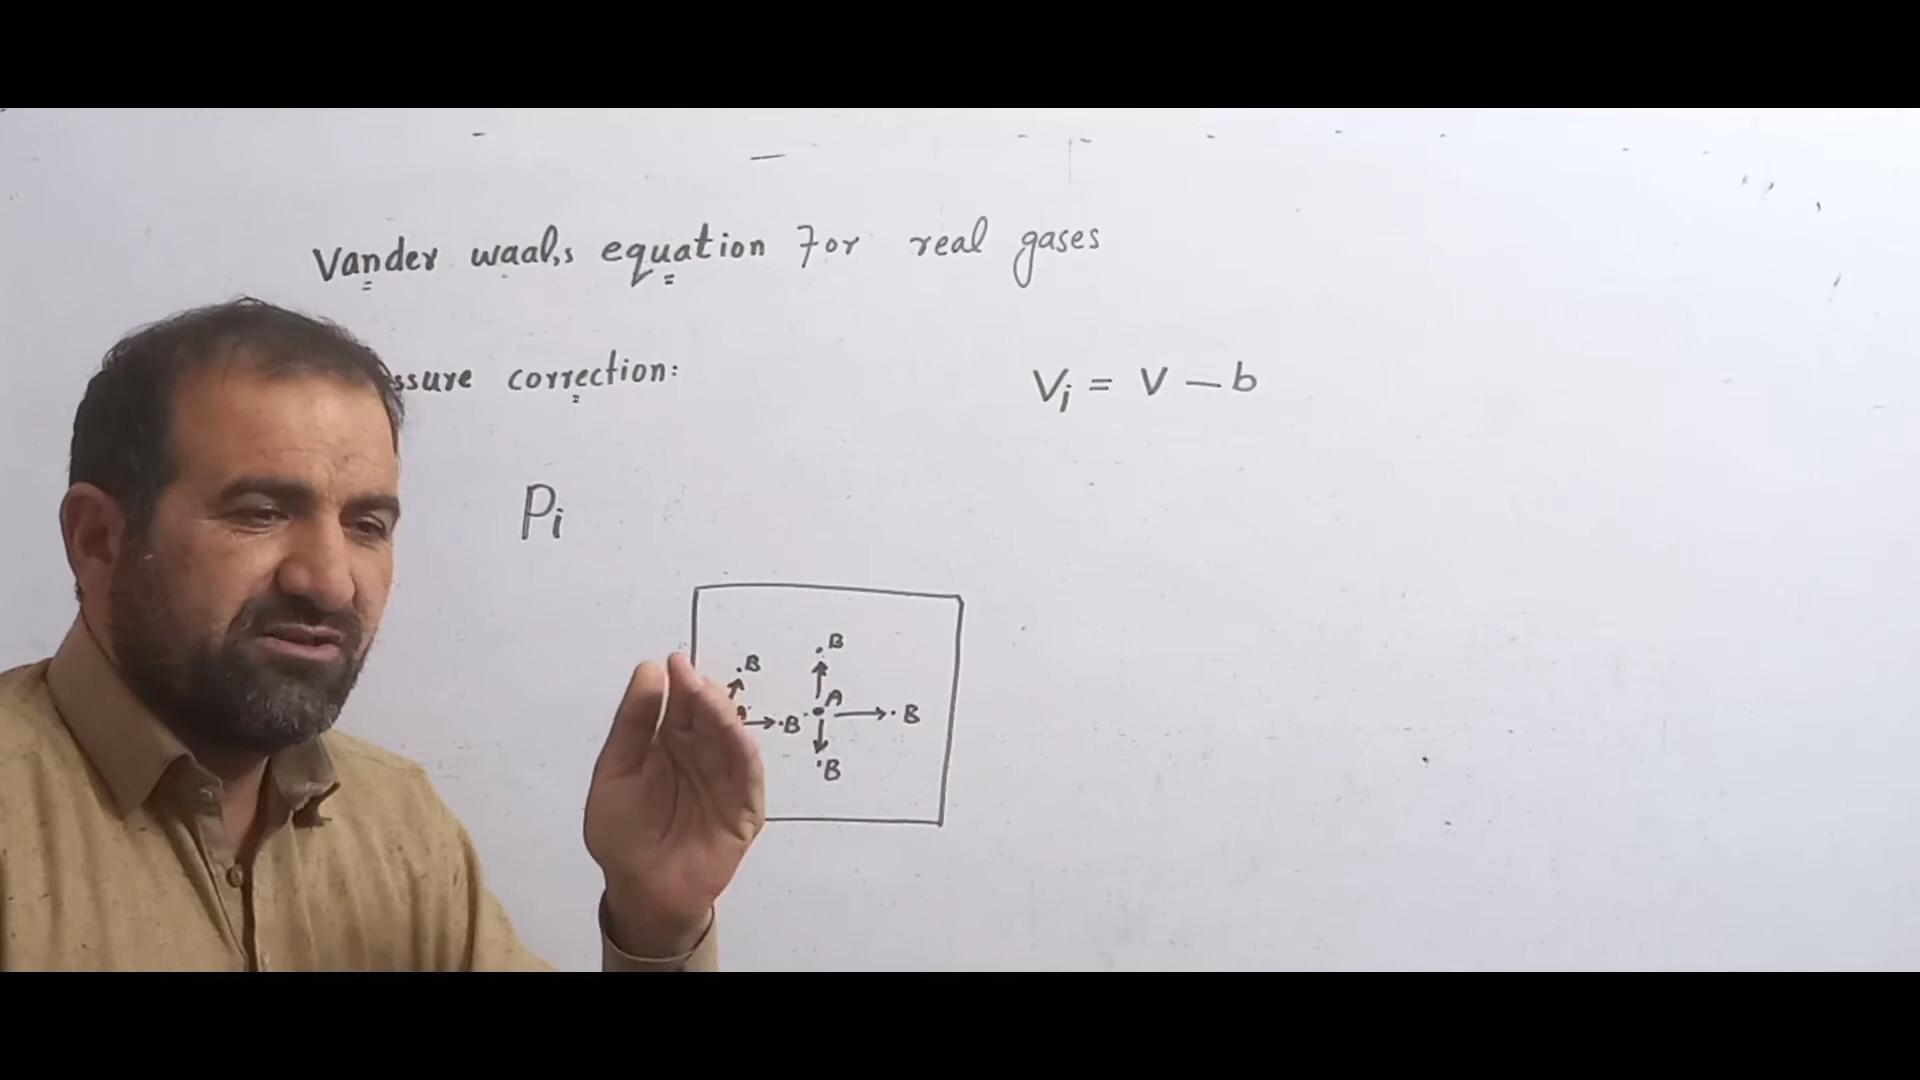 Vander waal,s equation For real gases
ssure correction:
Vi = V – b
Pi
B
B
A
B
B
B